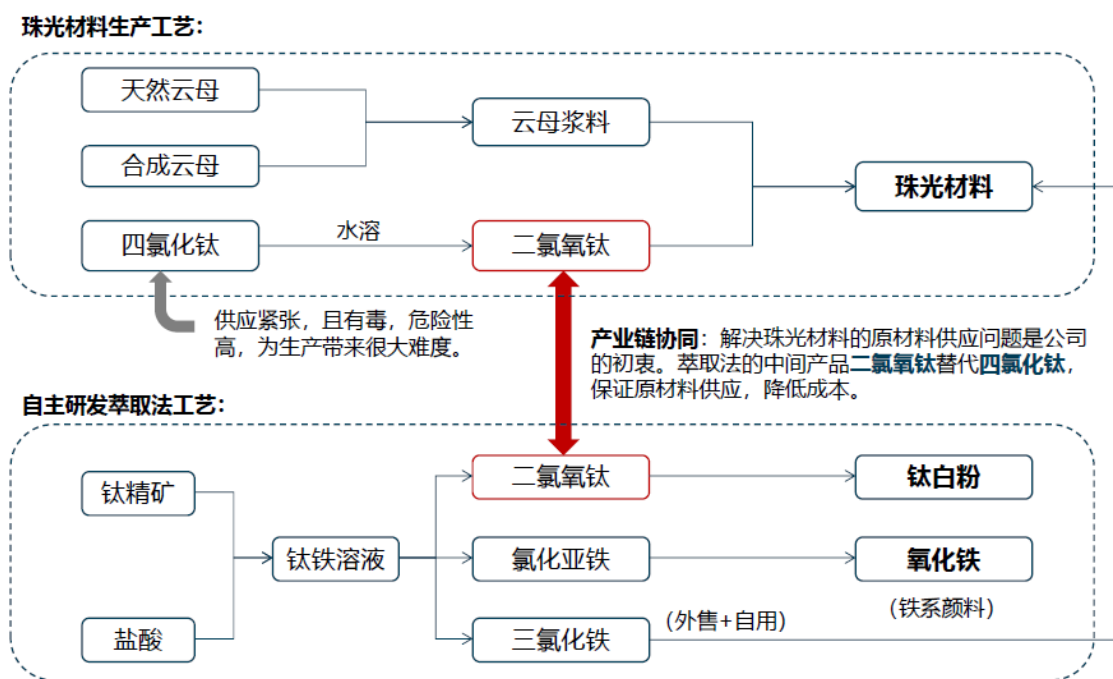 珠光材料生产工艺：
天然云母
合成云母
云母浆料
珠光材料
四氯化钛
水溶
二氯氧钛
供应紧张，且有毒，危险性
高，为生产带来很大难度。
产业链协同：解决珠光材料的原材料供应问题是公司
的初衷。萃取法的中间产品二氯氧钛替代四氯化钛，
保证原材料供应，降低成本。
自主研发萃取法工艺：
钛精矿
盐酸
钛铁溶液
二氯氧钛
钛白粉
氯化亚铁
氧化铁
（铁系颜料）
三氯化铁
（外售+自用）